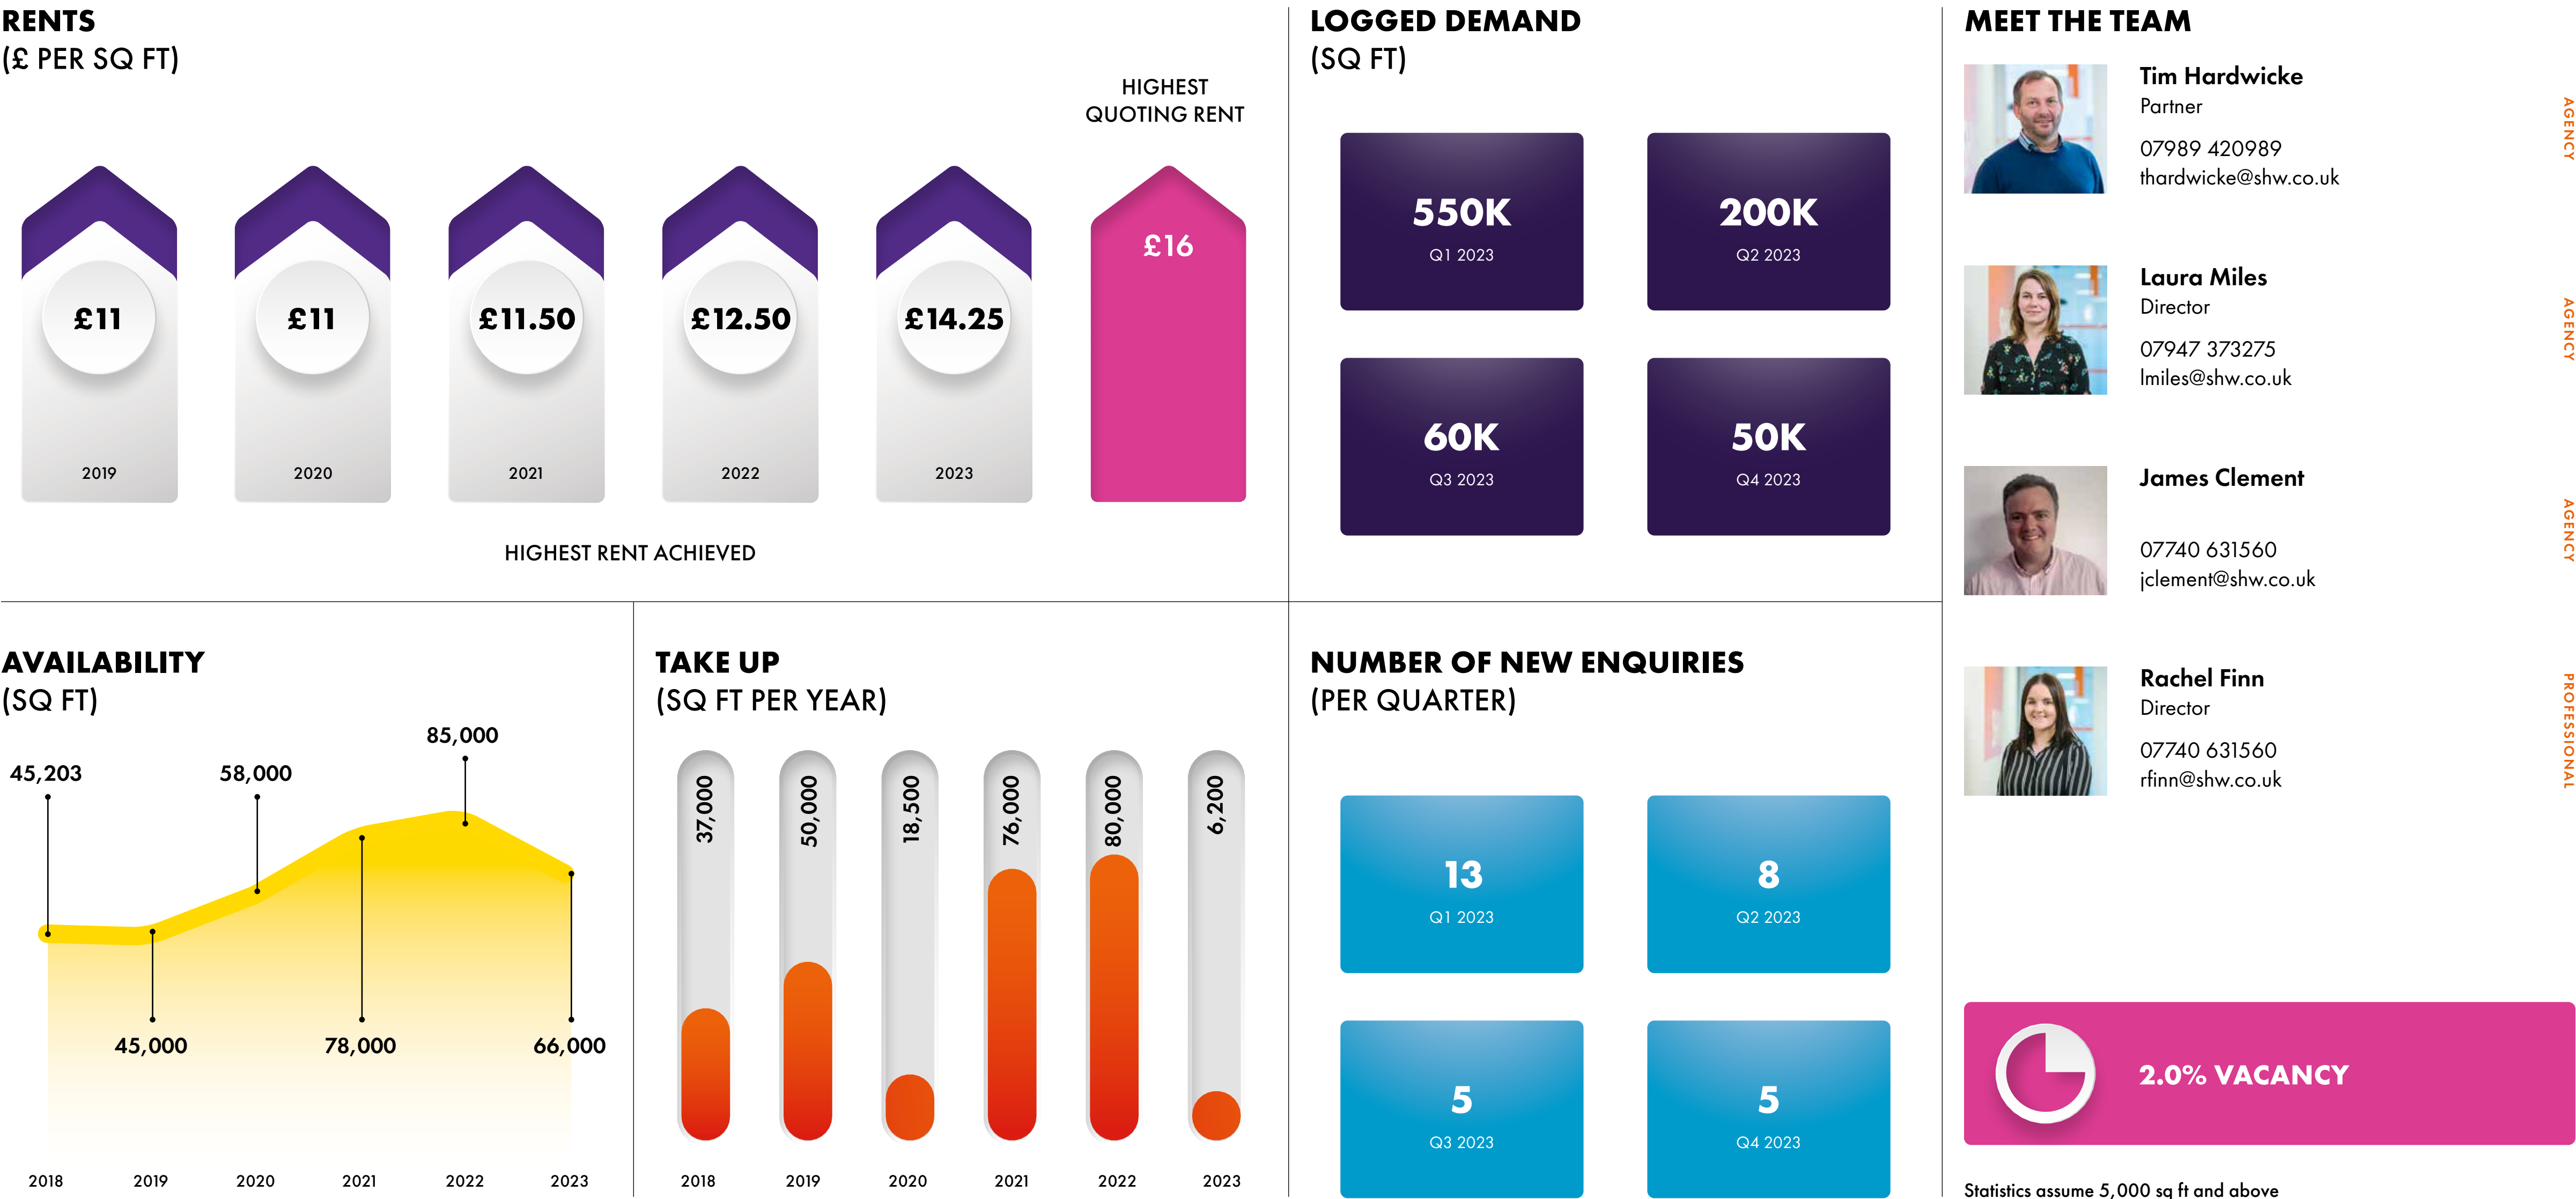 RENTS
(£ PER SQ FT)
HIGHEST
QUOTING RENT
£11
2019
£11
2020
£11.50
2021
£12.50
2022
£14.25
2023
£16
HIGHEST RENT ACHIEVED
LOGGED DEMAND
(SQ FT)
550K
Q1 2023
200K
Q2 2023
60K
Q3 2023
50K
Q4 2023
AVAILABILITY
(SQ FT)
45,203
45,000
58,000
78,000
85,000
66,000
2018
2019
2020
2021
2022
2023
TAKE UP
(SQ FT PER YEAR)
37,000
50,000
18,500
76,000
80,000
6,200
2018
2019
2020
2021
2022
2023
NUMBER OF NEW ENQUIRIES
(PER QUARTER)
13
Q1 2023
8
Q2 2023
5
Q3 2023
5
Q4 2023
MEET THE TEAM
Tim Hardwicke
Partner
07989 420989
thardwicke@shw.co.uk
AGENCY
Laura Miles
Director
07947 373275
lmiles@shw.co.uk
AGENCY
James Clement
07740 631560
jclement@shw.co.uk
AGENCY
Rachel Finn
Director
07740 631560
rfinn@shw.co.uk
PROFESSIONAL
2.0% VACANCY
Statistics assume 5,000 sq ft and above